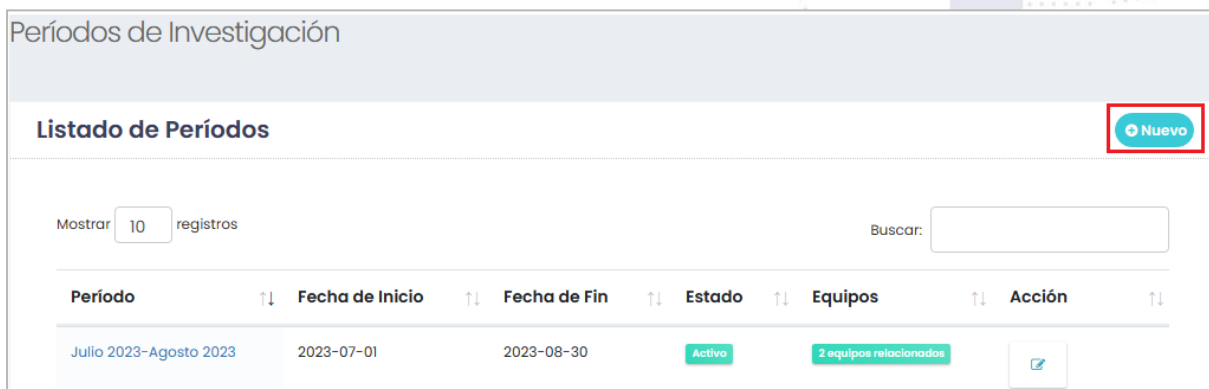 Períodos de Investigación
Listado de Períodos
Nuevo
Mostrar 10 registros
Buscar:
Período Fecha de Inicio Fecha de Fin Estado Equipos Acción
Julio 2023-Agosto 2023 2023-07-01 2023-08-30 Activo 2 equipos relacionados